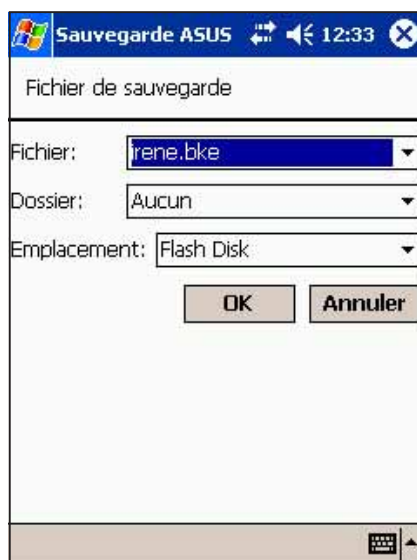 Sauvegarde ASUS 12:33
Fichier de sauvegarde
Fichier: irene.bke
Dossier: Aucun
Emplacement: Flash Disk
OK Annuler